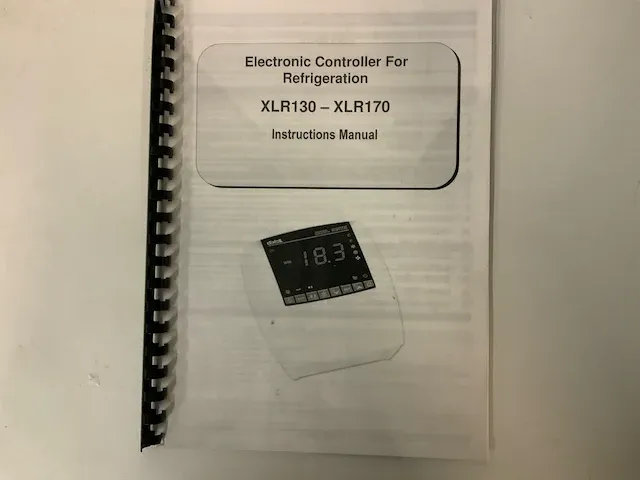 Electronic Controller For
Refrigeration
XLR130 – XLR170
Instructions Manual
-18.3